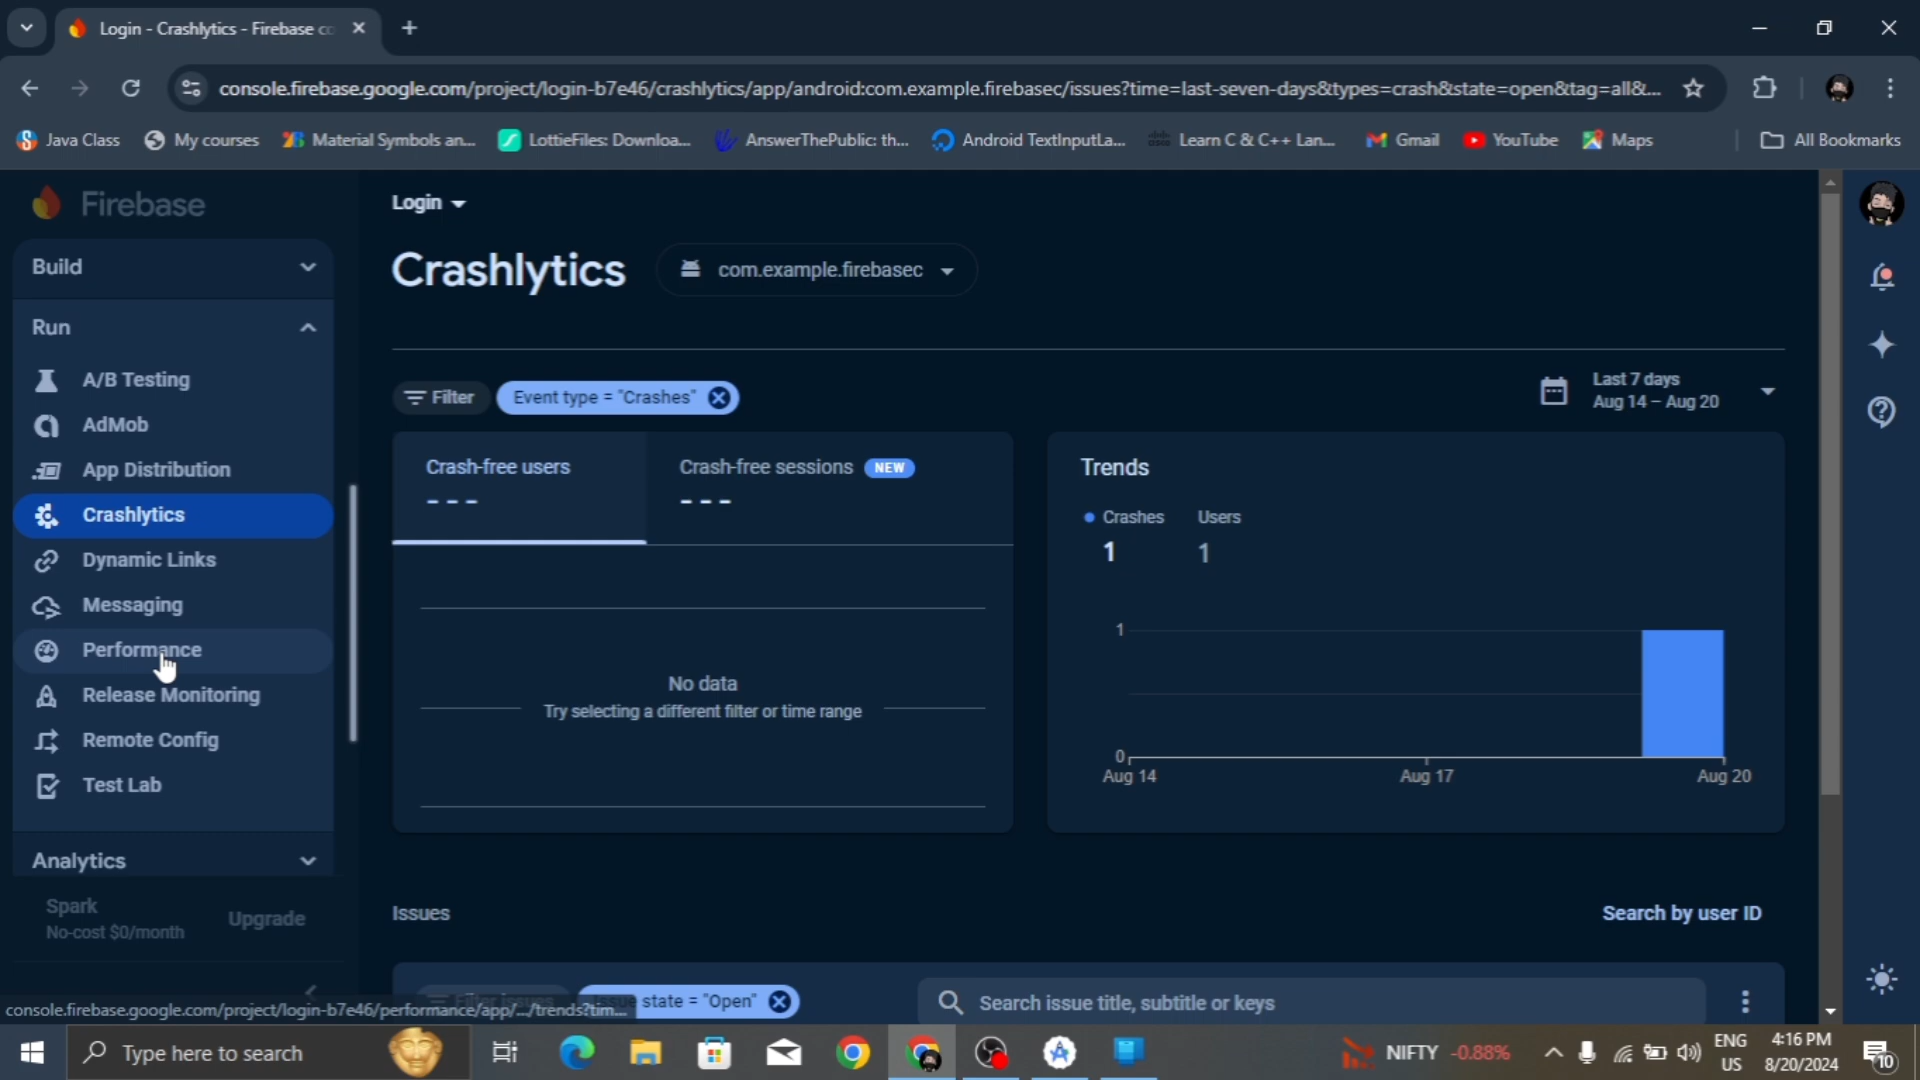 Login - Crashlytics - Firebase co
console.firebase.google.com/project/login-b7e46/crashlytics/app/android:com.example.firebasec/issues?time=last-seven-days&types=crash&state=open&tag=all&...
Java Class
My courses
Material Symbols an...
LottieFiles: Downloa...
AnswerThePublic: th...
Android TextInputLa...
Learn C & C++ Lan...
Gmail
YouTube
Maps
All Bookmarks
Firebase
Build
Run
A/B Testing
AdMob
App Distribution
Crashlytics
Dynamic Links
Messaging
Performance
Release Monitoring
Remote Config
Test Lab
Analytics
Spark
No-cost $0/month
Upgrade
Login
Crashlytics
com.example.firebasec
Filter
Event type = "Crashes"
Last 7 days
Aug 14 – Aug 20
Crash-free users
- - -
Crash-free sessions NEW
- - -
No data
Try selecting a different filter or time range
Trends
Crashes
Users
1
1
1
0
Aug 14
Aug 17
Aug 20
Issues
Search by user ID
Filter issues
Issue state = "Open"
Search issue title, subtitle or keys
console.firebase.google.com/project/login-b7e46/performance/app/.../trends?tim...
Type here to search
NIFTY -0.88%
ENG
US
4:16 PM
8/20/2024
10